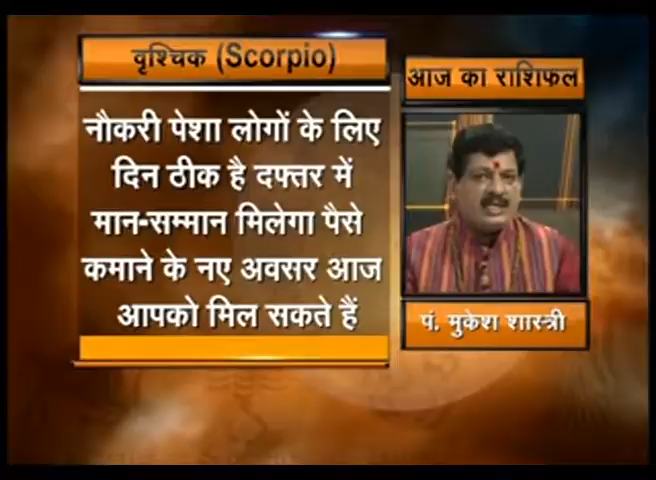 वृश्चिक (Scorpio)
नौकरी पेशा लोगों के लिए
दिन ठीक है दफ्तर में
मान-सम्मान मिलेगा पैसे
कमाने के नए अवसर आज
आपको मिल सकते हैं
आज का राशिफल
पं. मुकेश शास्त्री